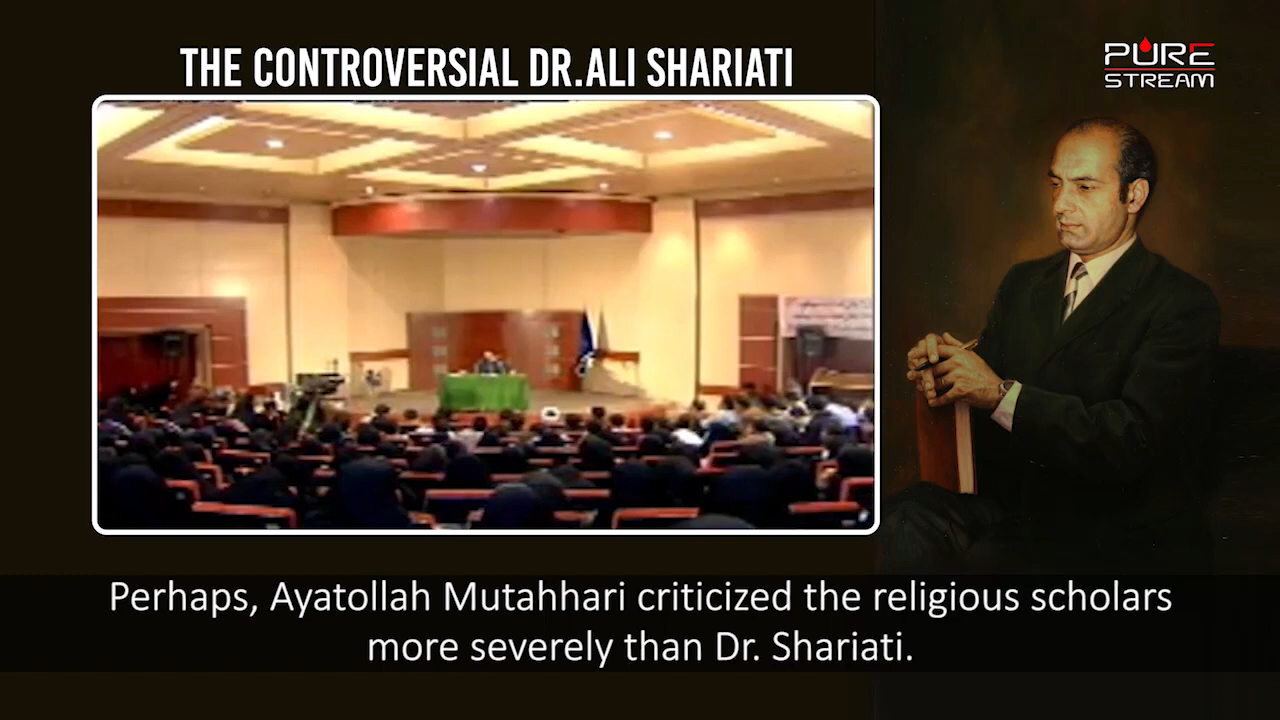 THE CONTROVERSIAL DR.ALI SHARIATI
PURE
STREAM
Perhaps, Ayatollah Mutahhari criticized the religious scholars
more severely than Dr. Shariati.